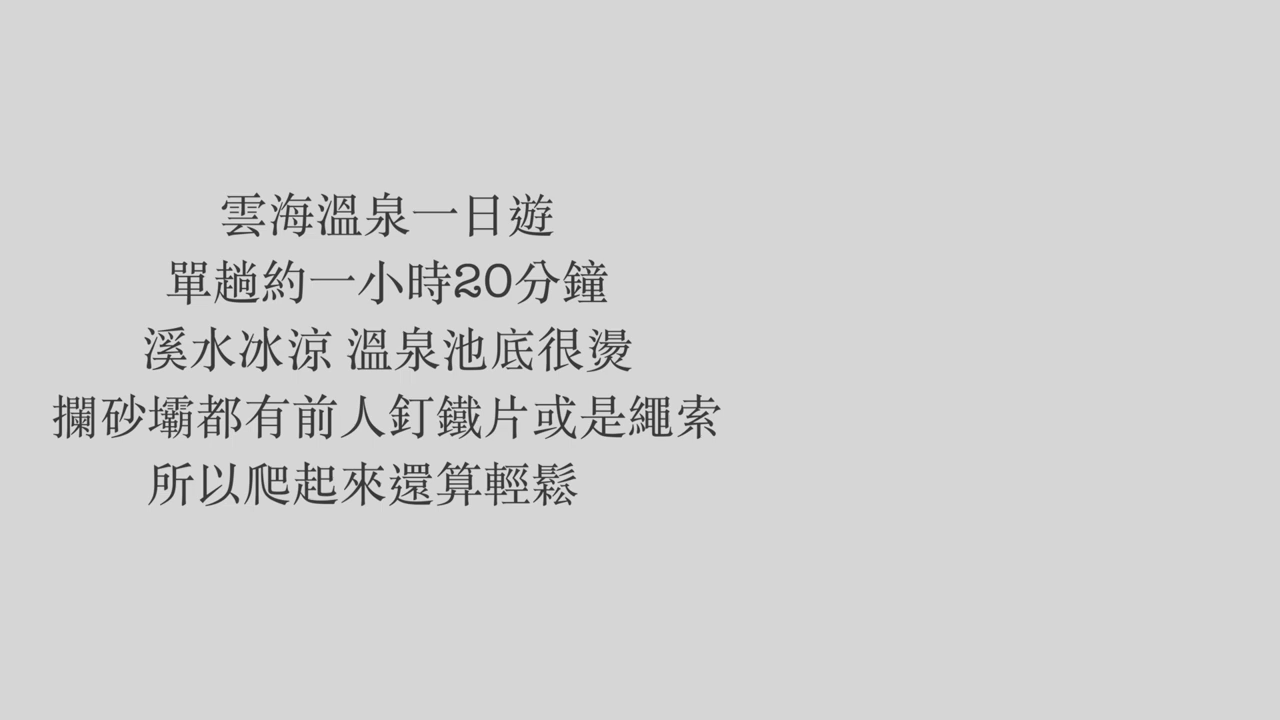 雲海溫泉一日遊
單趟約一小時20分鐘
溪水冰涼 溫泉池底很燙
攔砂壩都有前人釘鐵片或是繩索
所以爬起來還算輕鬆